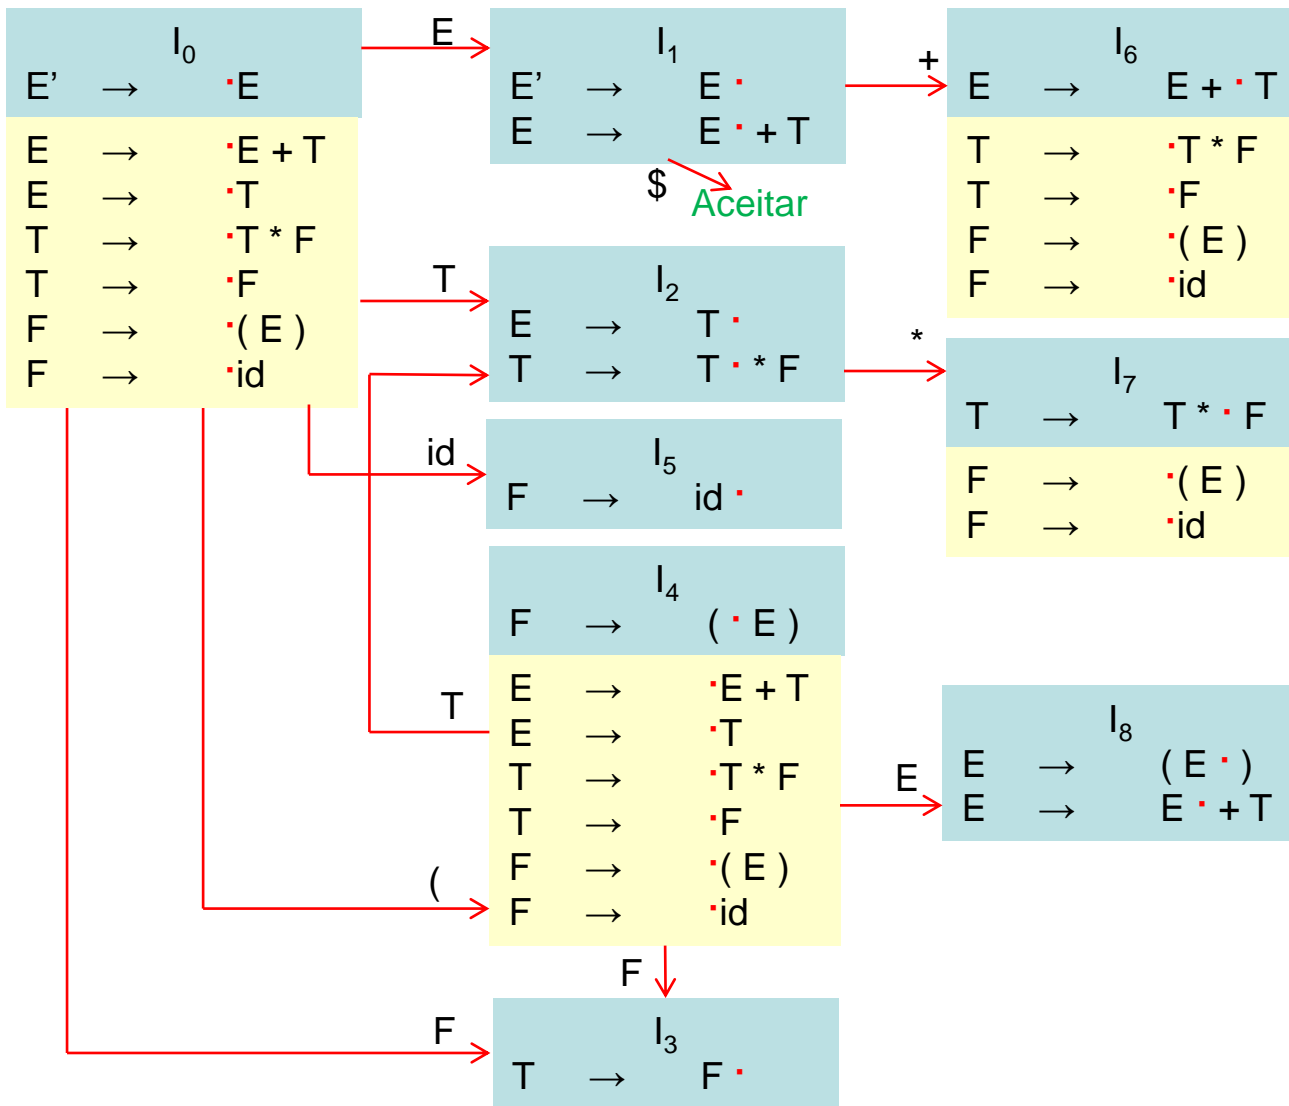 I0
E’ → ·E
E → ·E + T
E → ·T
T → ·T * F
T → ·F
F → ·( E )
F → ·id
E
I1
E’ → E ·
E → E · + T
$
Aceitar
+
I6
E → E + · T
T → ·T * F
T → ·F
F → ·( E )
F → ·id
T
I2
E → T ·
T → T · * F
*
I7
T → T * · F
F → ·( E )
F → ·id
id
I5
F → id ·
I4
F → ( · E )
E → ·E + T
E → ·T
T → ·T * F
T → ·F
F → ·( E )
F → ·id
T
(
E
I8
E → ( E · )
E → E · + T
F
F
I3
T → F ·